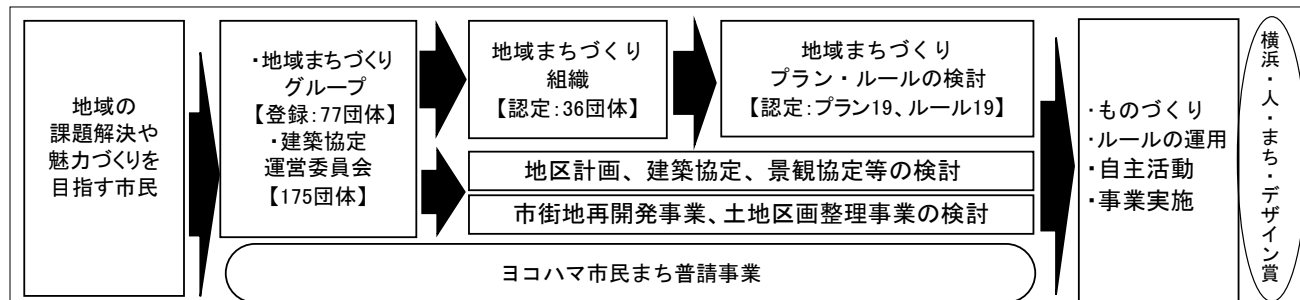 地域の
課題解決や
魅力づくりを
目指す市民
・地域まちづくり
グループ
【登録：77団体】
・建築協定
運営委員会
【175団体】
地域まちづくり
組織
【認定：36団体】
地域まちづくり
プラン・ルールの検討
【認定：プラン19、ルール19】
地区計画、建築協定、景観協定等の検討
市街地再開発事業、土地区画整理事業の検討
ヨコハマ市民まち普請事業
・ものづくり
・ルールの運用
・自主活動
・事業実施
横浜・人・まち・デザイン賞